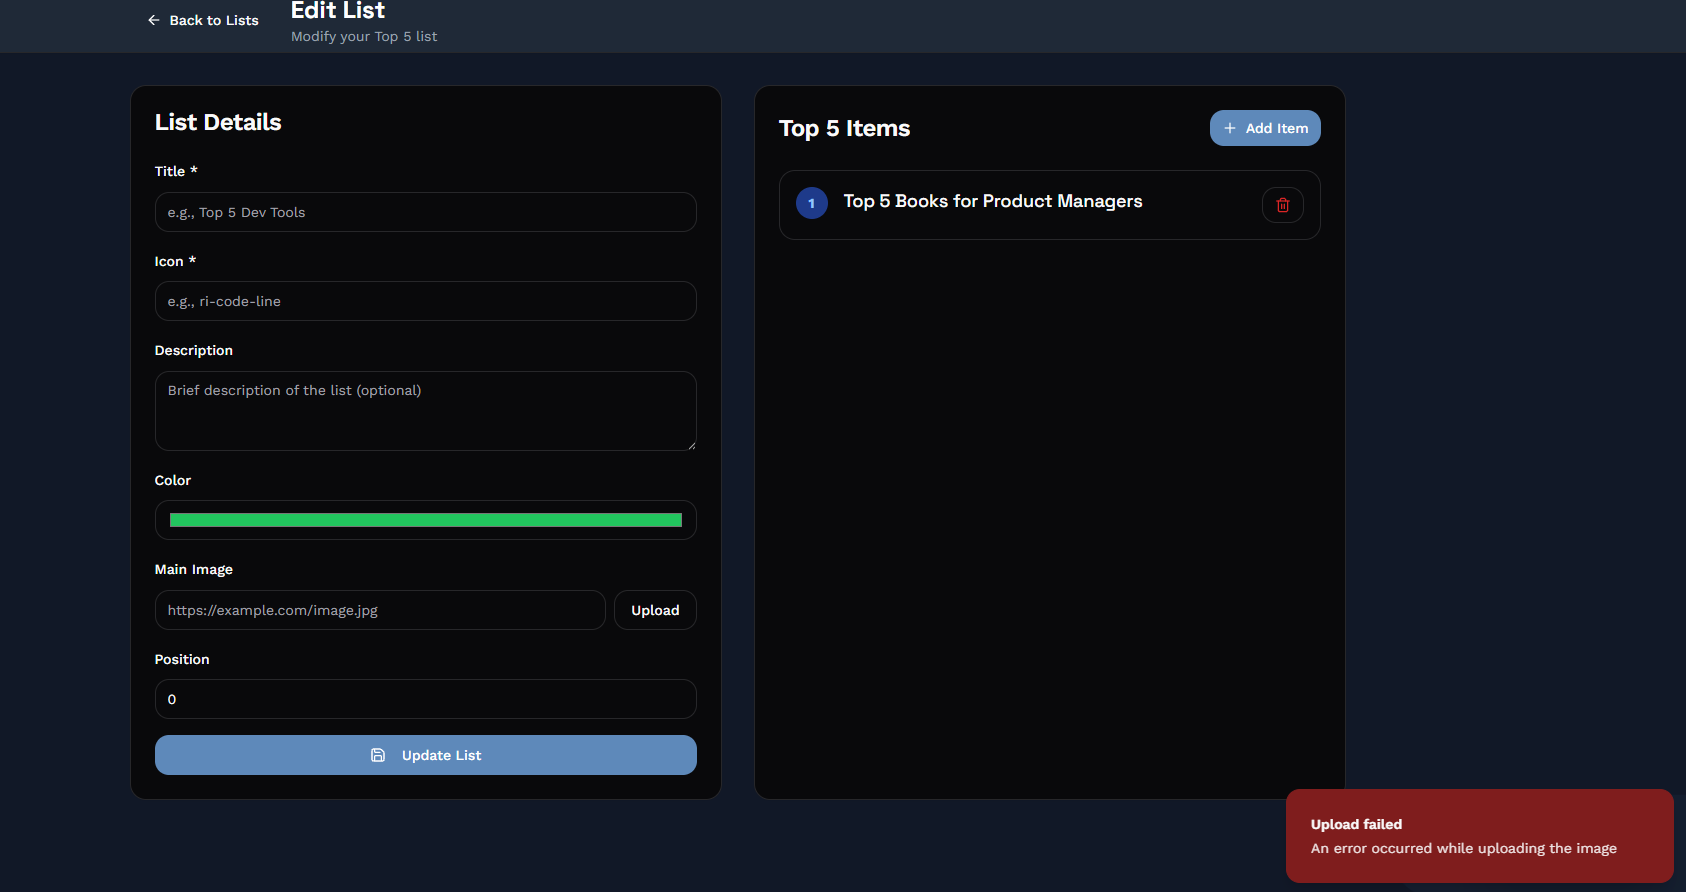 Back to Lists
Edit List
Modify your Top 5 list
List Details
Title *
e.g., Top 5 Dev Tools
Icon *
e.g., ri-code-line
Description
Brief description of the list (optional)
Color
Main Image
https://example.com/image.jpg
Upload
Position
0
Update List
Top 5 Items
Add Item
1
Top 5 Books for Product Managers
Upload failed
An error occurred while uploading the image